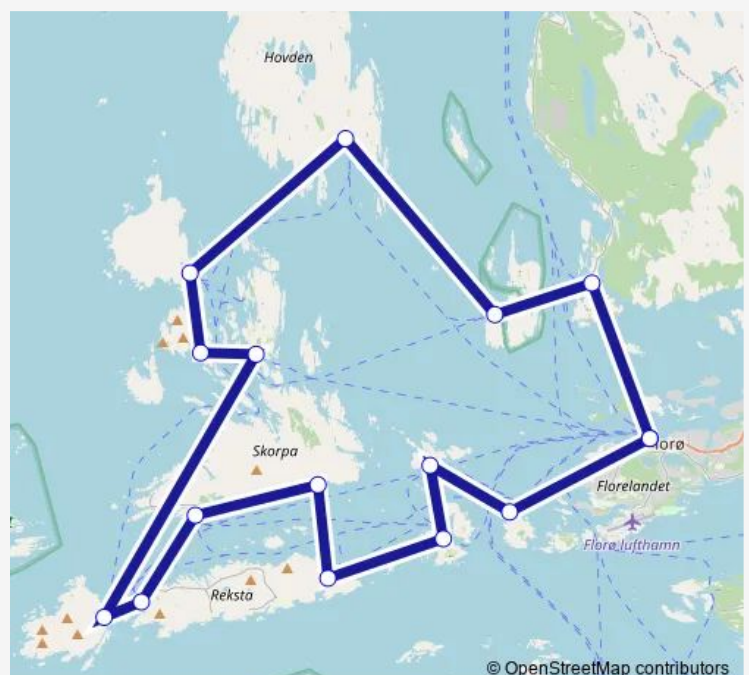 Hovden
Florø
Skorpa
Florelandet
Florø lufthamn
Reksta
© OpenStreetMap contributors